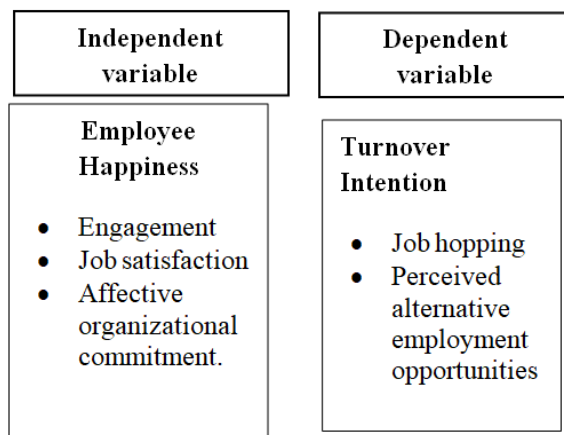 Independent
variable
Employee
Happiness
• Engagement
• Job satisfaction
• Affective
organizational
commitment.
Dependent
variable
Turnover
Intention
• Job hopping
• Perceived
alternative
employment
opportunities